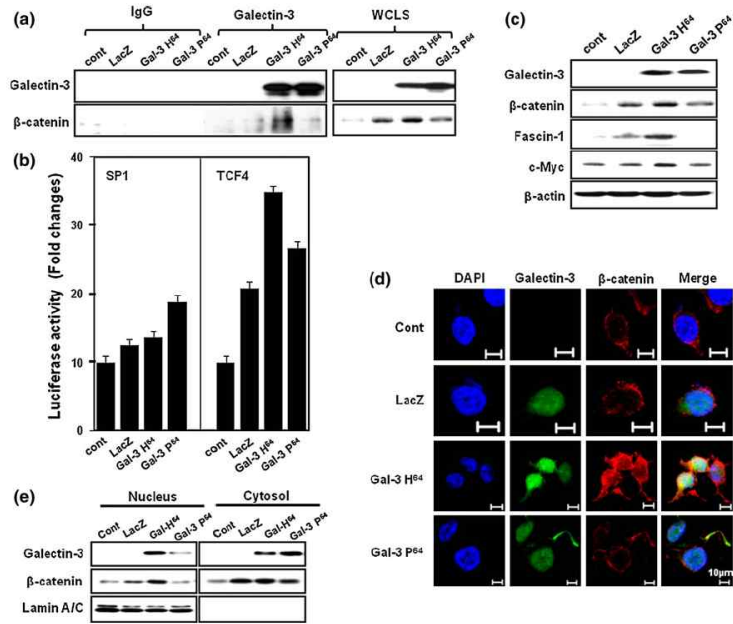 (a)
IgG
Galectin-3
WCLS
cont LacZ Gal-3 H64 Gal-3 P64
cont LacZ Gal-3 H64 Gal-3 P64
cont LacZ Gal-3 H64 Gal-3 P64
Galectin-3
β-catenin
(b)
Luciferase activity (Fold changes)
40
30
20
10
0
SP1
TCF4
cont LacZ Gal-3 H64 Gal-3 P64
cont LacZ Gal-3 H64 Gal-3 P64
(c)
cont LacZ Gal-3 H64 Gal-3 P64
Galectin-3
β-catenin
Fascin-1
c-Myc
β-actin
(d)
DAPI Galectin-3 β-catenin Merge
Cont
LacZ
Gal-3 H64
Gal-3 P64
10μm
(e)
Nucleus
Cytosol
Cont LacZ Gal-H64 Gal-3 P64
Cont LacZ Gal-H64 Gal-3 P64
Galectin-3
β-catenin
Lamin A/C